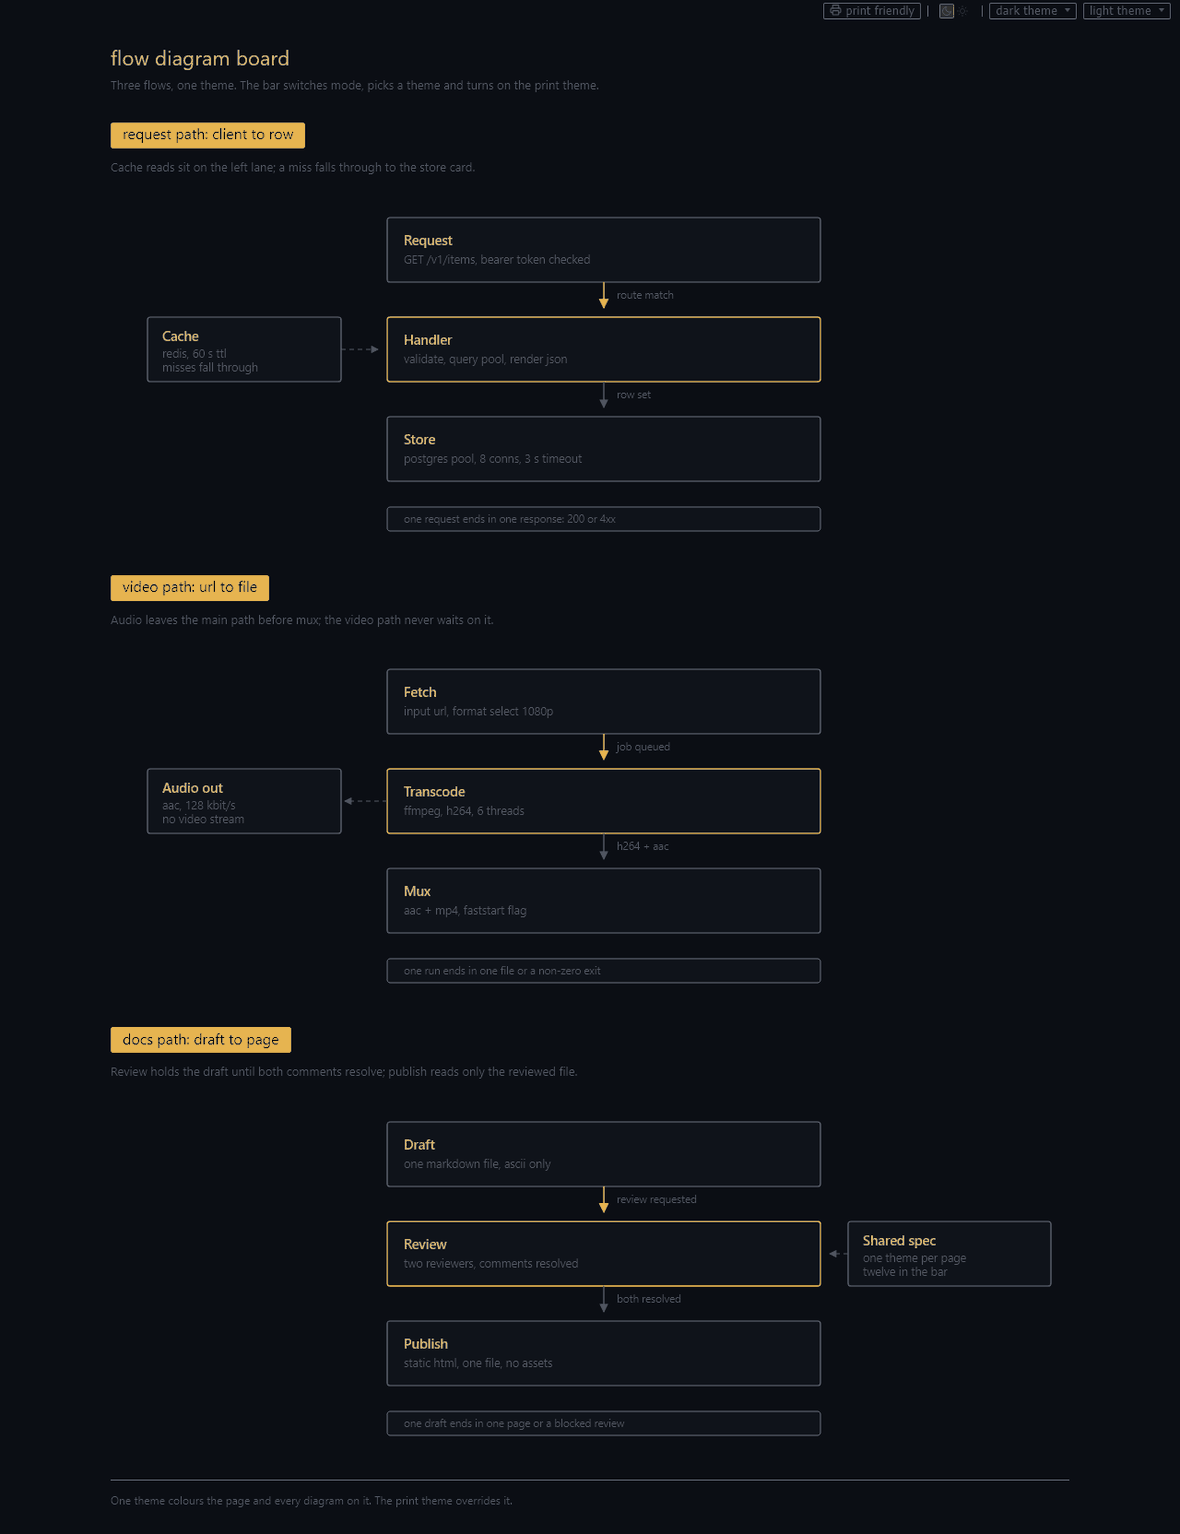 print friendly | | dark theme light theme
flow diagram board
Three flows, one theme. The bar switches mode, picks a theme and turns on the print theme.
request path: client to row
Cache reads sit on the left lane; a miss falls through to the store card.
Request
GET /v1/items, bearer token checked
route match
Cache
redis, 60 s ttl
misses fall through
Handler
validate, query pool, render json
row set
Store
postgres pool, 8 conns, 3 s timeout
one request ends in one response: 200 or 4xx
video path: url to file
Audio leaves the main path before mux; the video path never waits on it.
Fetch
input url, format select 1080p
job queued
Audio out
aac, 128 kbit/s
no video stream
Transcode
ffmpeg, h264, 6 threads
h264 + aac
Mux
aac + mp4, faststart flag
one run ends in one file or a non-zero exit
docs path: draft to page
Review holds the draft until both comments resolve; publish reads only the reviewed file.
Draft
one markdown file, ascii only
review requested
Review
two reviewers, comments resolved
Shared spec
one theme per page
twelve in the bar
both resolved
Publish
static html, one file, no assets
one draft ends in one page or a blocked review
One theme colours the page and every diagram on it. The print theme overrides it.